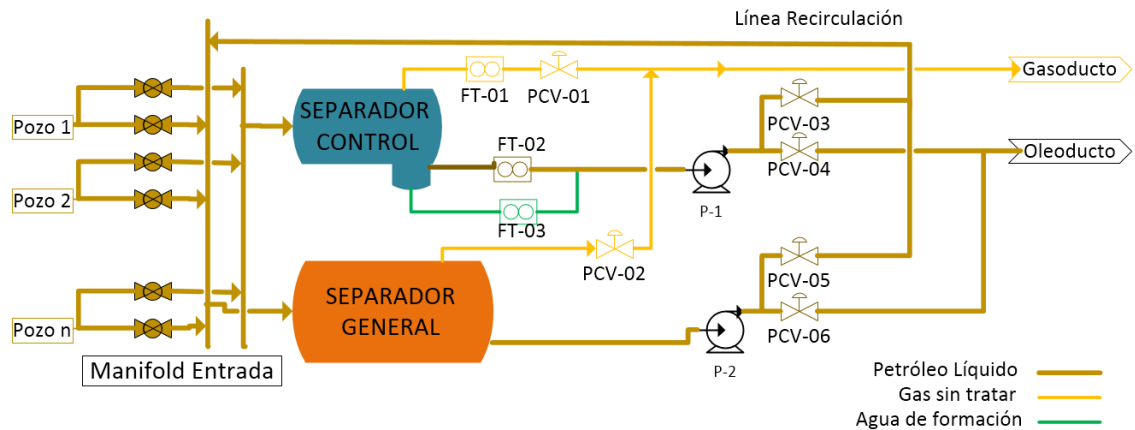 Línea Recirculación
Gasoducto
FT-01
PCV-01
SEPARADOR
CONTROL
PCV-03
Pozo 1
FT-02
PCV-04
Oleoducto
Pozo 2
P-1
FT-03
PCV-02
PCV-05
SEPARADOR
GENERAL
Pozo n
PCV-06
P-2
Manifold Entrada
Petróleo Líquido
Gas sin tratar
Agua de formación